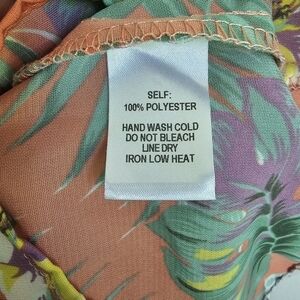 SELF:
100% POLYESTER
HAND WASH COLD
DO NOT BLEACH
LINE DRY
IRON LOW HEAT